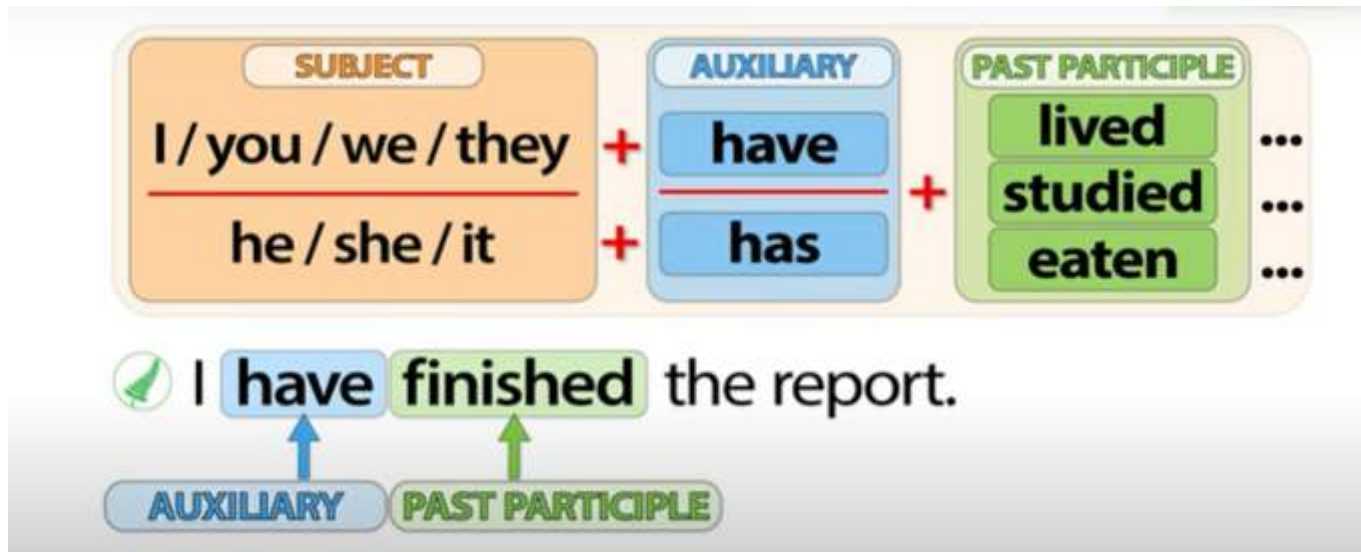 SUBJECT AUXILIARY PAST PARTICIPLE
I / you / we / they + have + lived ...
studied ...
he / she / it + has eaten ...
I have finished the report.
AUXILIARY PAST PARTICIPLE